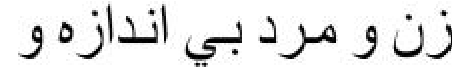 زن و مرد بي اندازه و